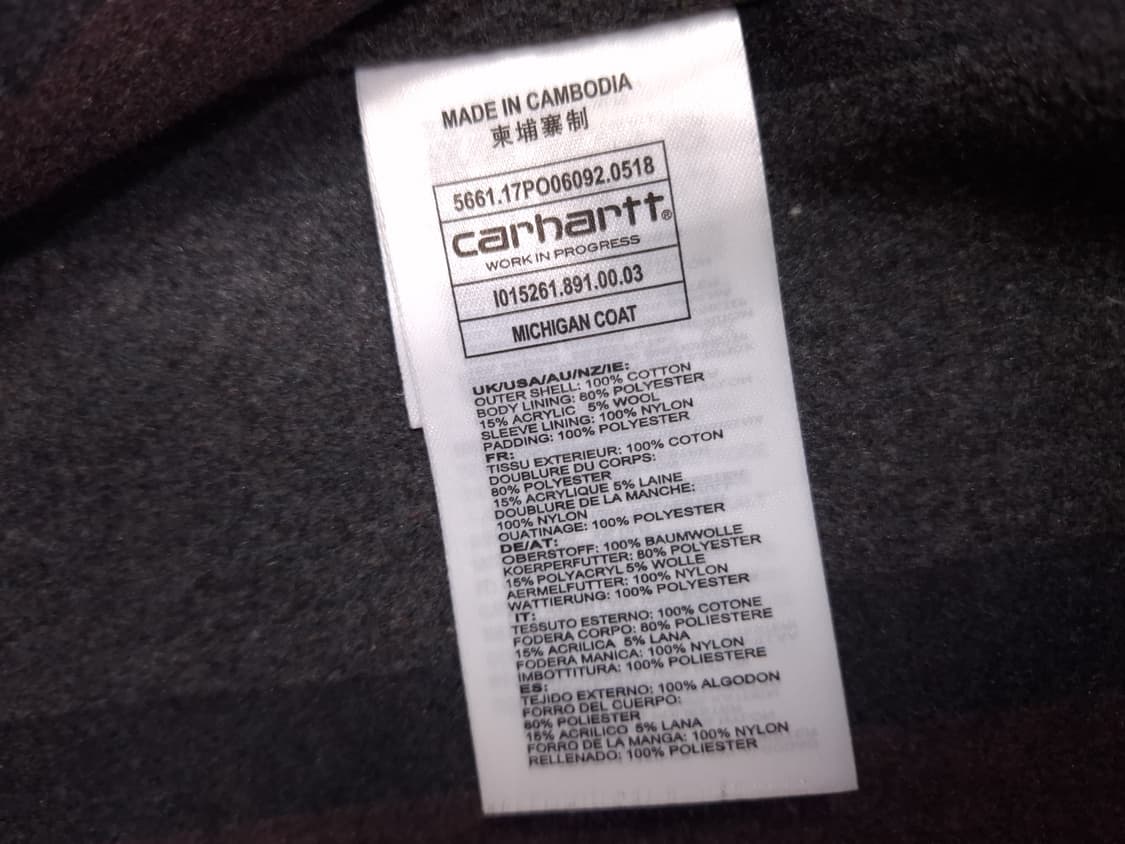 MADE IN CAMBODIA
柬埔寨制
5661.17PO06092.0518
carhartt®
WORK IN PROGRESS
I015261.891.00.03
MICHIGAN COAT
UK/USA/AU/NZ/IE:
OUTER SHELL: 100% COTTON
BODY LINING: 80% POLYESTER
15% ACRYLIC 5% WOOL
SLEEVE LINING: 100% NYLON
PADDING: 100% POLYESTER
FR:
TISSU EXTERIEUR: 100% COTON
DOUBLURE DU CORPS:
80% POLYESTER
15% ACRYLIQUE 5% LAINE
DOUBLURE DE LA MANCHE:
100% NYLON
OUATINAGE: 100% POLYESTER
DE/AT:
OBERSTOFF: 100% BAUMWOLLE
KOERPERFUTTER: 80% POLYESTER
15% POLYACRYL 5% WOLLE
AERMELFUTTER: 100% NYLON
WATTIERUNG: 100% POLYESTER
IT:
TESSUTO ESTERNO: 100% COTONE
FODERA CORPO: 80% POLIESTERE
15% ACRILICA 5% LANA
FODERA MANICA: 100% NYLON
IMBOTTITURA: 100% POLIESTERE
ES:
TEJIDO EXTERNO: 100% ALGODON
FORRO DEL CUERPO:
80% POLIESTER
15% ACRILICO 5% LANA
FORRO DE LA MANGA: 100% NYLON
RELLENADO: 100% POLIESTER